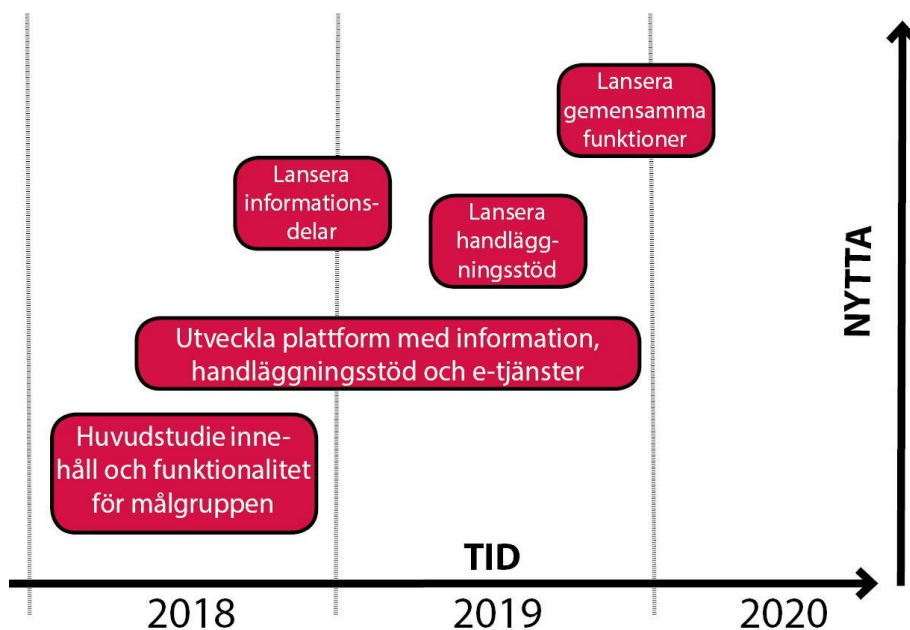 Lansera
gemensamma
funktioner
Lansera
informations-
delar
Lansera
handlägg-
ningsstöd
Utveckla plattform med information,
handläggningsstöd och e-tjänster
Huvudstudie inne-
håll och funktionalitet
för målgruppen
NYTTA
TID
2018
2019
2020